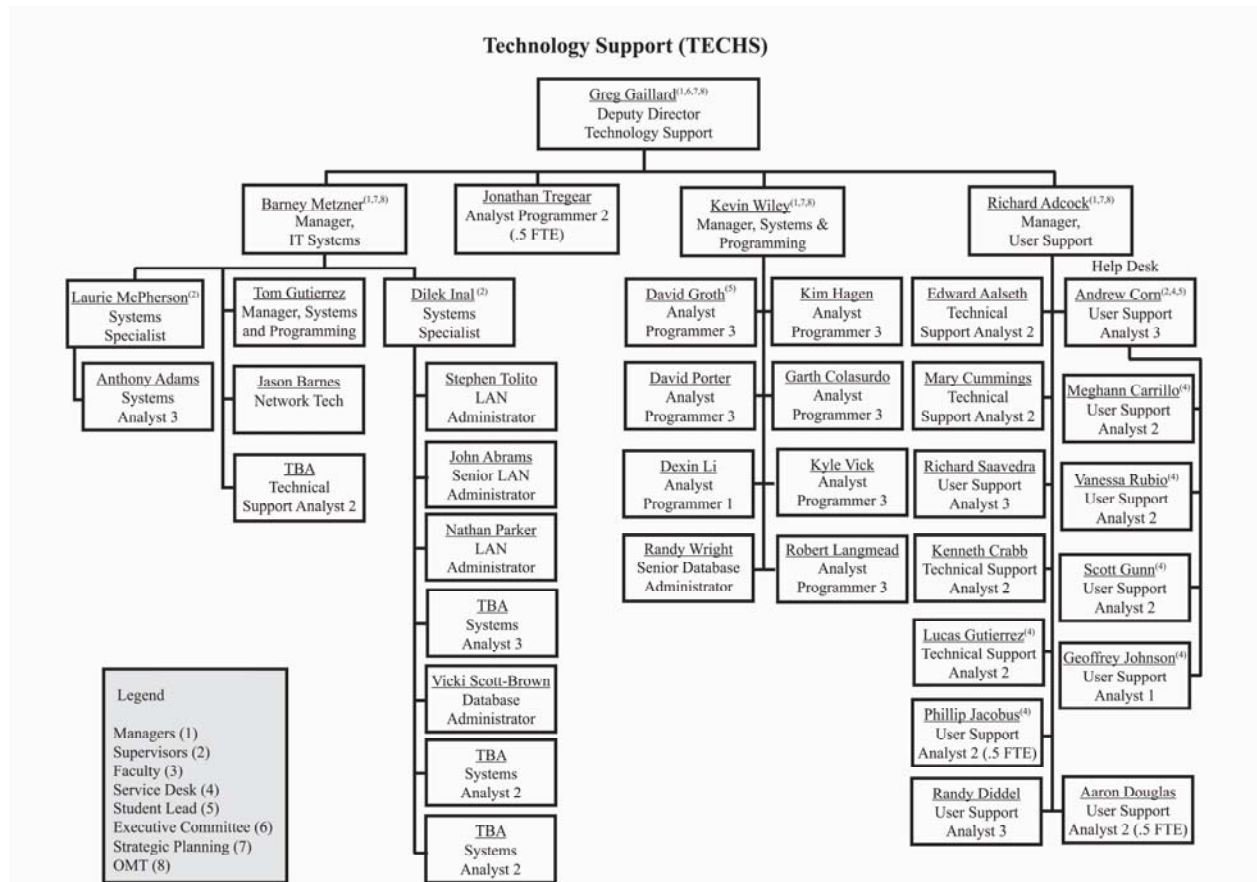 Technology Support (TECHS)
Greg Gaillard(1,6,7,8)
Deputy Director
Technology Support
Barney Metzner(1,7,8)
Manager,
IT Systems
Jonathan Tregear
Analyst Programmer 2
(.5 FTE)
Kevin Wiley(1,7,8)
Manager, Systems &
Programming
Richard Adcock(1,7,8)
Manager,
User Support
Laurie McPherson(2)
Systems
Specialist
Anthony Adams
Systems
Analyst 3
Tom Gutierrez
Manager, Systems
and Programming
Jason Barnes
Network Tech
TBA
Technical
Support Analyst 2
Dilek Inal(2)
Systems
Specialist
Stephen Tolito
LAN
Administrator
John Abrams
Senior LAN
Administrator
Nathan Parker
LAN
Administrator
TBA
Systems
Analyst 3
Vicki Scott-Brown
Database
Administrator
TBA
Systems
Analyst 2
TBA
Systems
Analyst 2
David Groth(5)
Analyst
Programmer 3
Kim Hagen
Analyst
Programmer 3
David Porter
Analyst
Programmer 3
Garth Colasurdo
Analyst
Programmer 3
Dexin Li
Analyst
Programmer 1
Kyle Vick
Analyst
Programmer 3
Randy Wright
Senior Database
Administrator
Robert Langmead
Analyst
Programmer 3
Edward Aalseth
Technical
Support Analyst 2
Mary Cummings
Technical
Support Analyst 2
Richard Saavedra
User Support
Analyst 3
Kenneth Crabb
Technical Support
Analyst 2
Lucas Gutierrez(4)
Technical Support
Analyst 2
Phillip Jacobus(4)
User Support
Analyst 2 (.5 FTE)
Randy Diddel
User Support
Analyst 3
Aaron Douglas
User Support
Analyst 2 (.5 FTE)
Help Desk
Andrew Corn(2,4,5)
User Support
Analyst 3
Meghann Carrillo(4)
User Support
Analyst 2
Vanessa Rubio(4)
User Support
Analyst 2
Scott Gunn(4)
User Support
Analyst 2
Geoffrey Johnson(4)
User Support
Analyst 1
Legend
Managers (1)
Supervisors (2)
Faculty (3)
Service Desk (4)
Student Lead (5)
Executive Committee (6)
Strategic Planning (7)
OMT (8)